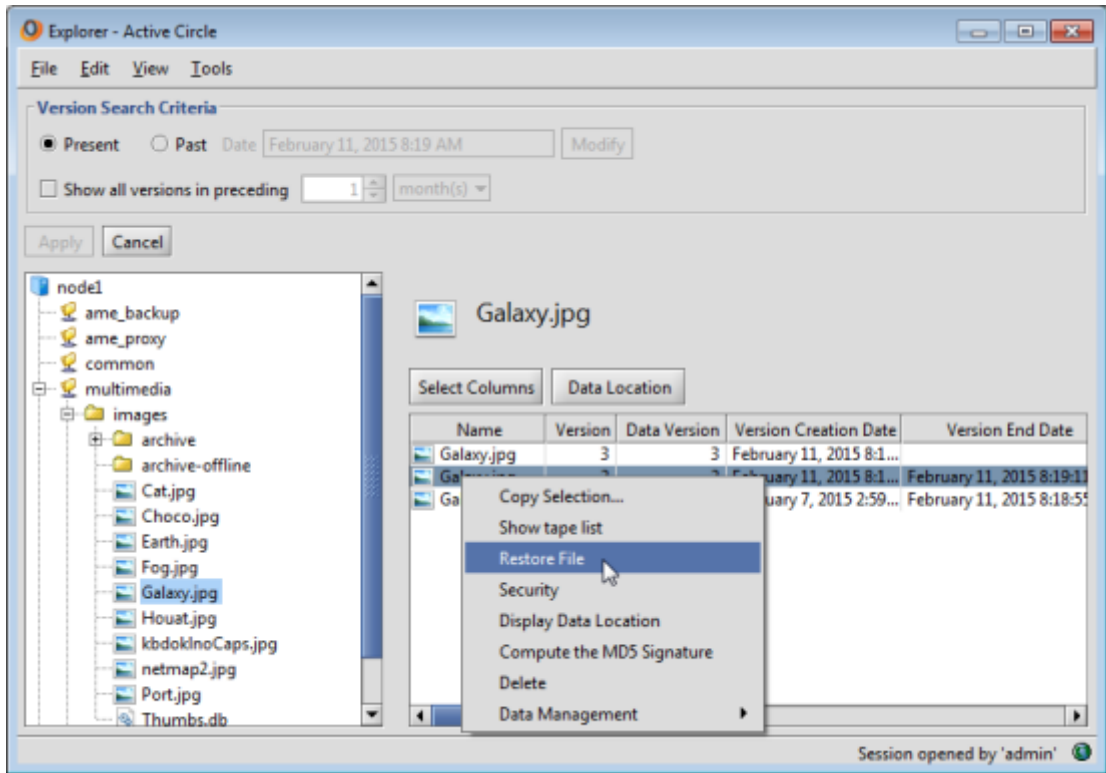 Explorer - Active Circle
File Edit View Tools
Version Search Criteria
Present Past Date February 11, 2015 8:19 AM Modify
Show all versions in preceding 1 month(s)
Apply Cancel
node1
ame_backup
ame_proxy
common
multimedia
images
archive
archive-offline
Cat.jpg
Choco.jpg
Earth.jpg
Fog.jpg
Galaxy.jpg
Houat.jpg
kbdoklnoCaps.jpg
netmap2.jpg
Port.jpg
Thumbs.db
Galaxy.jpg
Select Columns Data Location
Name Version Data Version Version Creation Date Version End Date
Galaxy.jpg 3 3 February 11, 2015 8:1...
February 11, 2015 8:1... February 11, 2015 8:19:11
Ga uary 7, 2015 2:59... February 11, 2015 8:18:55
Copy Selection...
Show tape list
Restore File
Security
Display Data Location
Compute the MD5 Signature
Delete
Data Management
Session opened by 'admin'